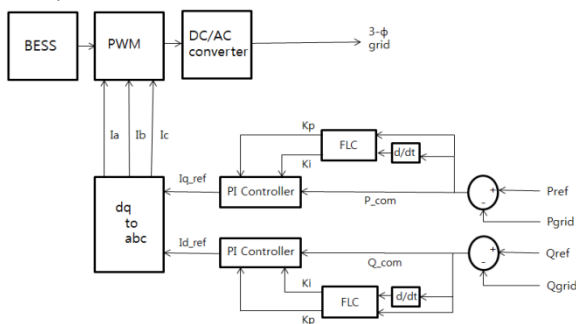 BESS
PWM
DC/AC
converter
3-ϕ
grid
Ia
Ib
Ic
Kp
FLC
d/dt
Ki
Iq_ref
PI Controller
P_com
+
-
Pref
Pgrid
dq
to
abc
Id_ref
PI Controller
Q_com
+
-
Qref
Qgrid
Ki
FLC
d/dt
Kp